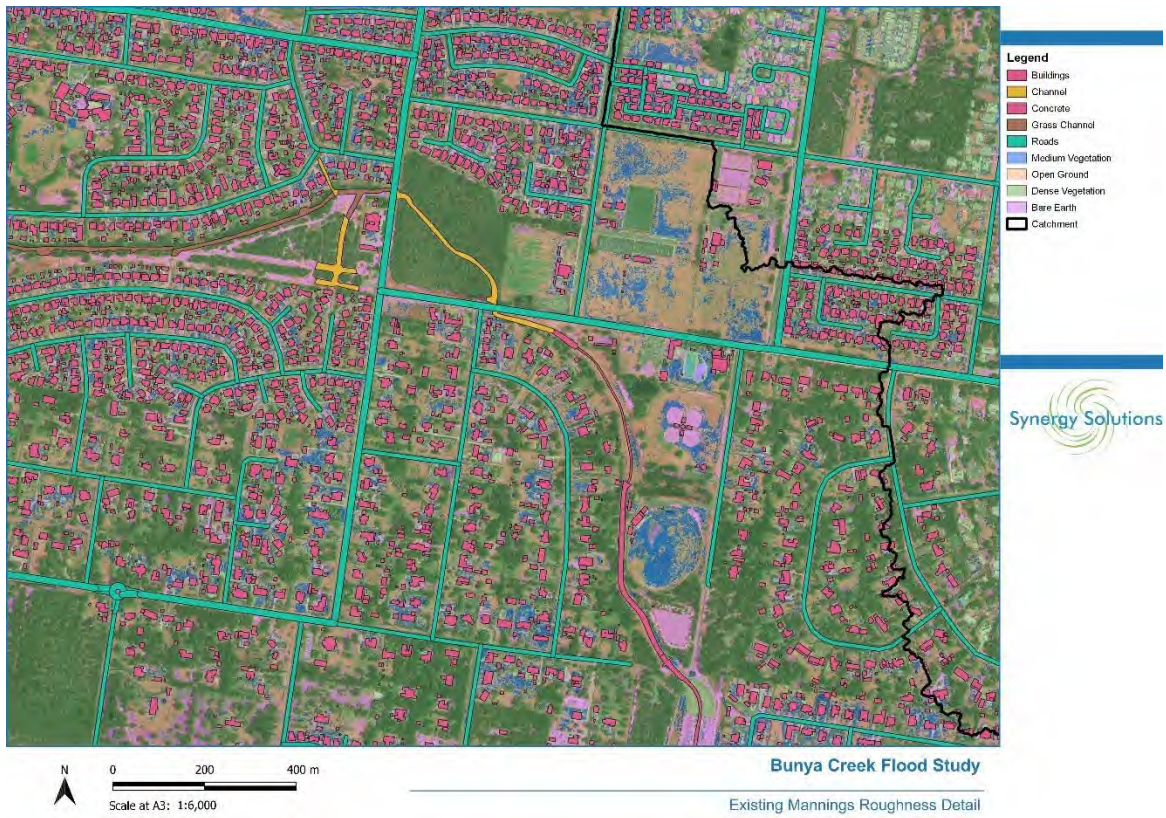 Legend
Buildings
Channel
Concrete
Grass Channel
Roads
Medium Vegetation
Open Ground
Dense Vegetation
Bare Earth
Catchment
Synergy Solutions
N
0 200 400 m
Scale at A3: 1:6,000
Bunya Creek Flood Study
Existing Mannings Roughness Detail